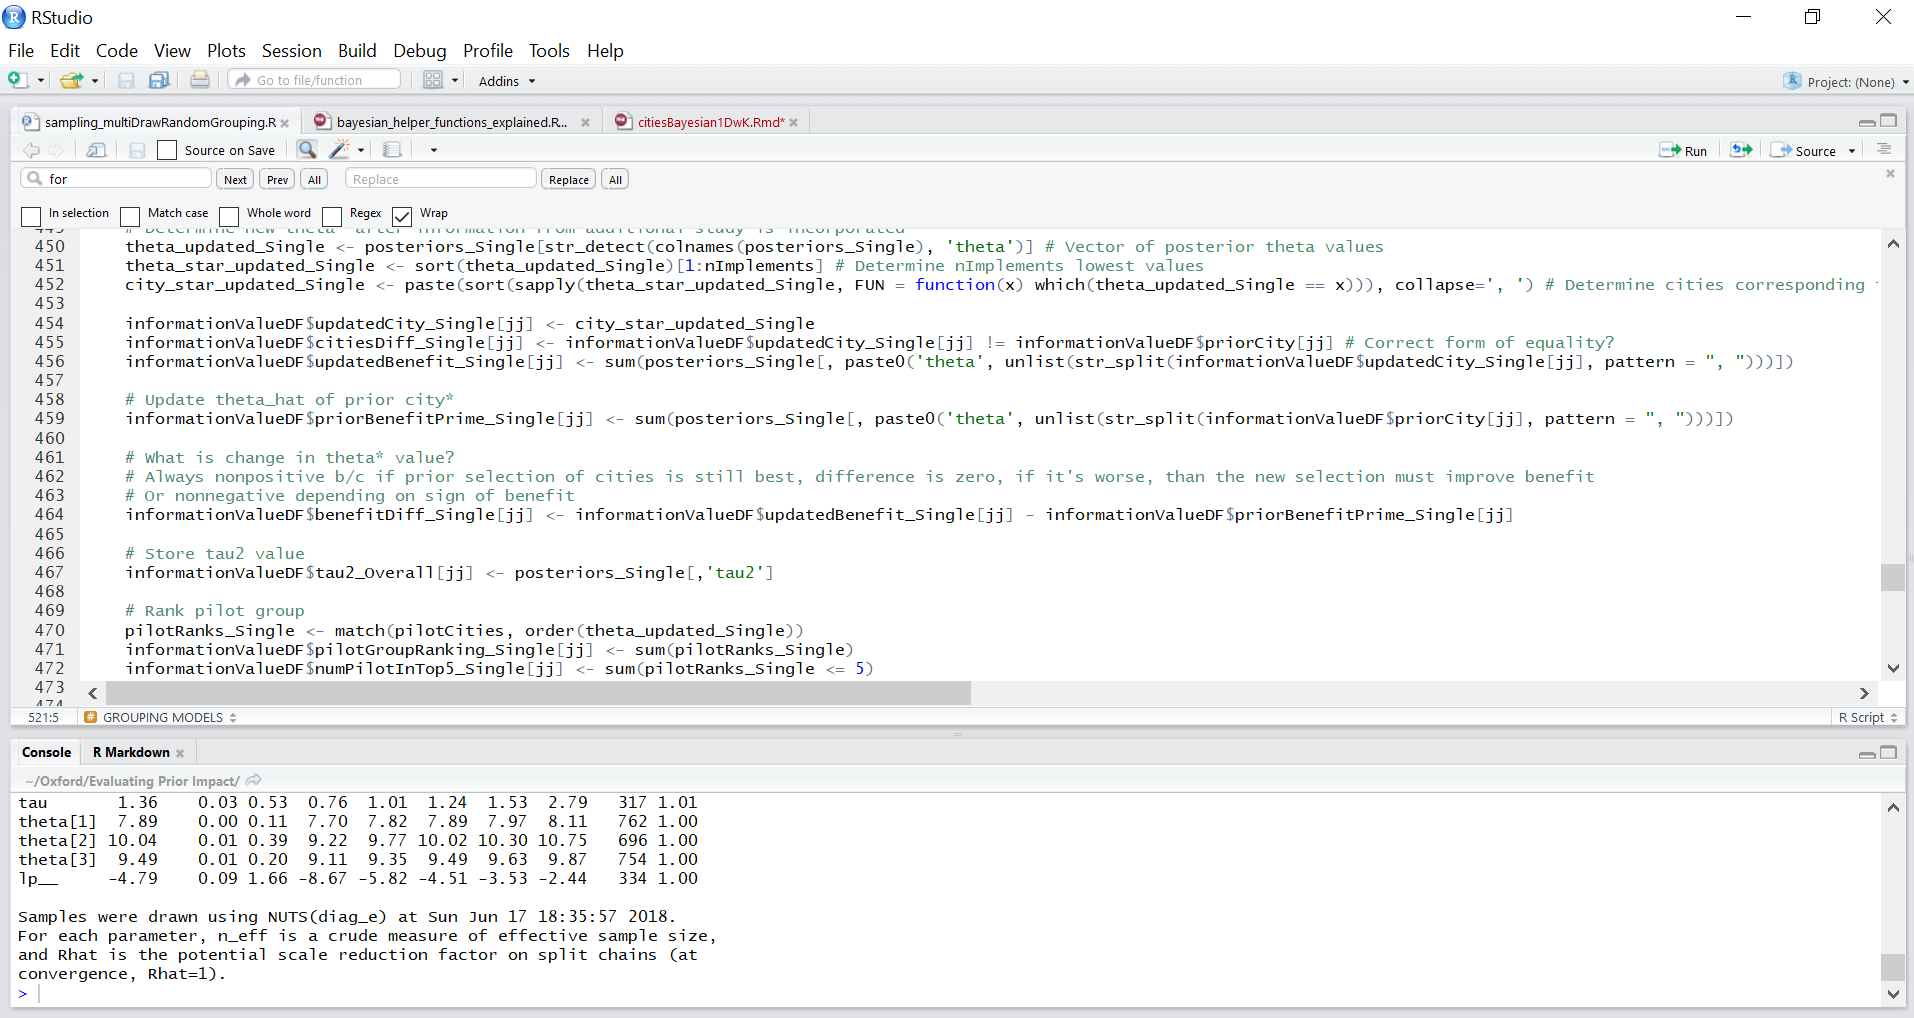 RStudio
File Edit Code View Plots Session Build Debug Profile Tools Help
Go to file/function Addins Project: (None)
sampling_multiDrawRandomGrouping.R bayesian_helper_functions_explained.R... citiesBayesian1DwK.Rmd*
Source on Save Run Source
for Next Prev All Replace Replace All
In selection Match case Whole word Regex Wrap
449 # Determine new theta* after information from additional study is incorporated
450 theta_updated_Single <- posteriors_Single[str_detect(colnames(posteriors_Single), 'theta')] # Vector of posterior theta values
451 theta_star_updated_Single <- sort(theta_updated_Single)[1:nImplements] # Determine nImplements lowest values
452 city_star_updated_Single <- paste(sort(sapply(theta_star_updated_Single, FUN = function(x) which(theta_updated_Single == x))), collapse=', ') # Determine cities corresponding
453
454 informationValueDF$updatedCity_Single[jj] <- city_star_updated_Single
455 informationValueDF$citiesDiff_Single[jj] <- informationValueDF$updatedCity_Single[jj] != informationValueDF$priorCity[jj] # Correct form of equality?
456 informationValueDF$updatedBenefit_Single[jj] <- sum(posteriors_Single[, paste0('theta', unlist(str_split(informationValueDF$updatedCity_Single[jj], pattern = ", ")))])
457
458 # Update theta_hat of prior city*
459 informationValueDF$priorBenefitPrime_Single[jj] <- sum(posteriors_Single[, paste0('theta', unlist(str_split(informationValueDF$priorCity[jj], pattern = ", ")))])
460
461 # What is change in theta* value?
462 # Always nonpositive b/c if prior selection of cities is still best, difference is zero, if it's worse, than the new selection must improve benefit
463 # Or nonnegative depending on sign of benefit
464 informationValueDF$benefitDiff_Single[jj] <- informationValueDF$updatedBenefit_Single[jj] - informationValueDF$priorBenefitPrime_Single[jj]
465
466 # Store tau2 value
467 informationValueDF$tau2_Overall[jj] <- posteriors_Single[,'tau2']
468
469 # Rank pilot group
470 pilotRanks_Single <- match(pilotCities, order(theta_updated_Single))
471 informationValueDF$pilotGroupRanking_Single[jj] <- sum(pilotRanks_Single)
472 informationValueDF$numPilotInTop5_Single[jj] <- sum(pilotRanks_Single <= 5)
473
474
521:5 # GROUPING MODELS R Script
Console R Markdown
~/Oxford/Evaluating Prior Impact/
tau 1.36 0.03 0.53 0.76 1.01 1.24 1.53 2.79 317 1.01
theta[1] 7.89 0.00 0.11 7.70 7.82 7.89 7.97 8.11 762 1.00
theta[2] 10.04 0.01 0.39 9.22 9.77 10.02 10.30 10.75 696 1.00
theta[3] 9.49 0.01 0.20 9.11 9.35 9.49 9.63 9.87 754 1.00
lp__ -4.79 0.09 1.66 -8.67 -5.82 -4.51 -3.53 -2.44 334 1.00
Samples were drawn using NUTS(diag_e) at Sun Jun 17 18:35:57 2018.
For each parameter, n_eff is a crude measure of effective sample size,
and Rhat is the potential scale reduction factor on split chains (at
convergence, Rhat=1).
>